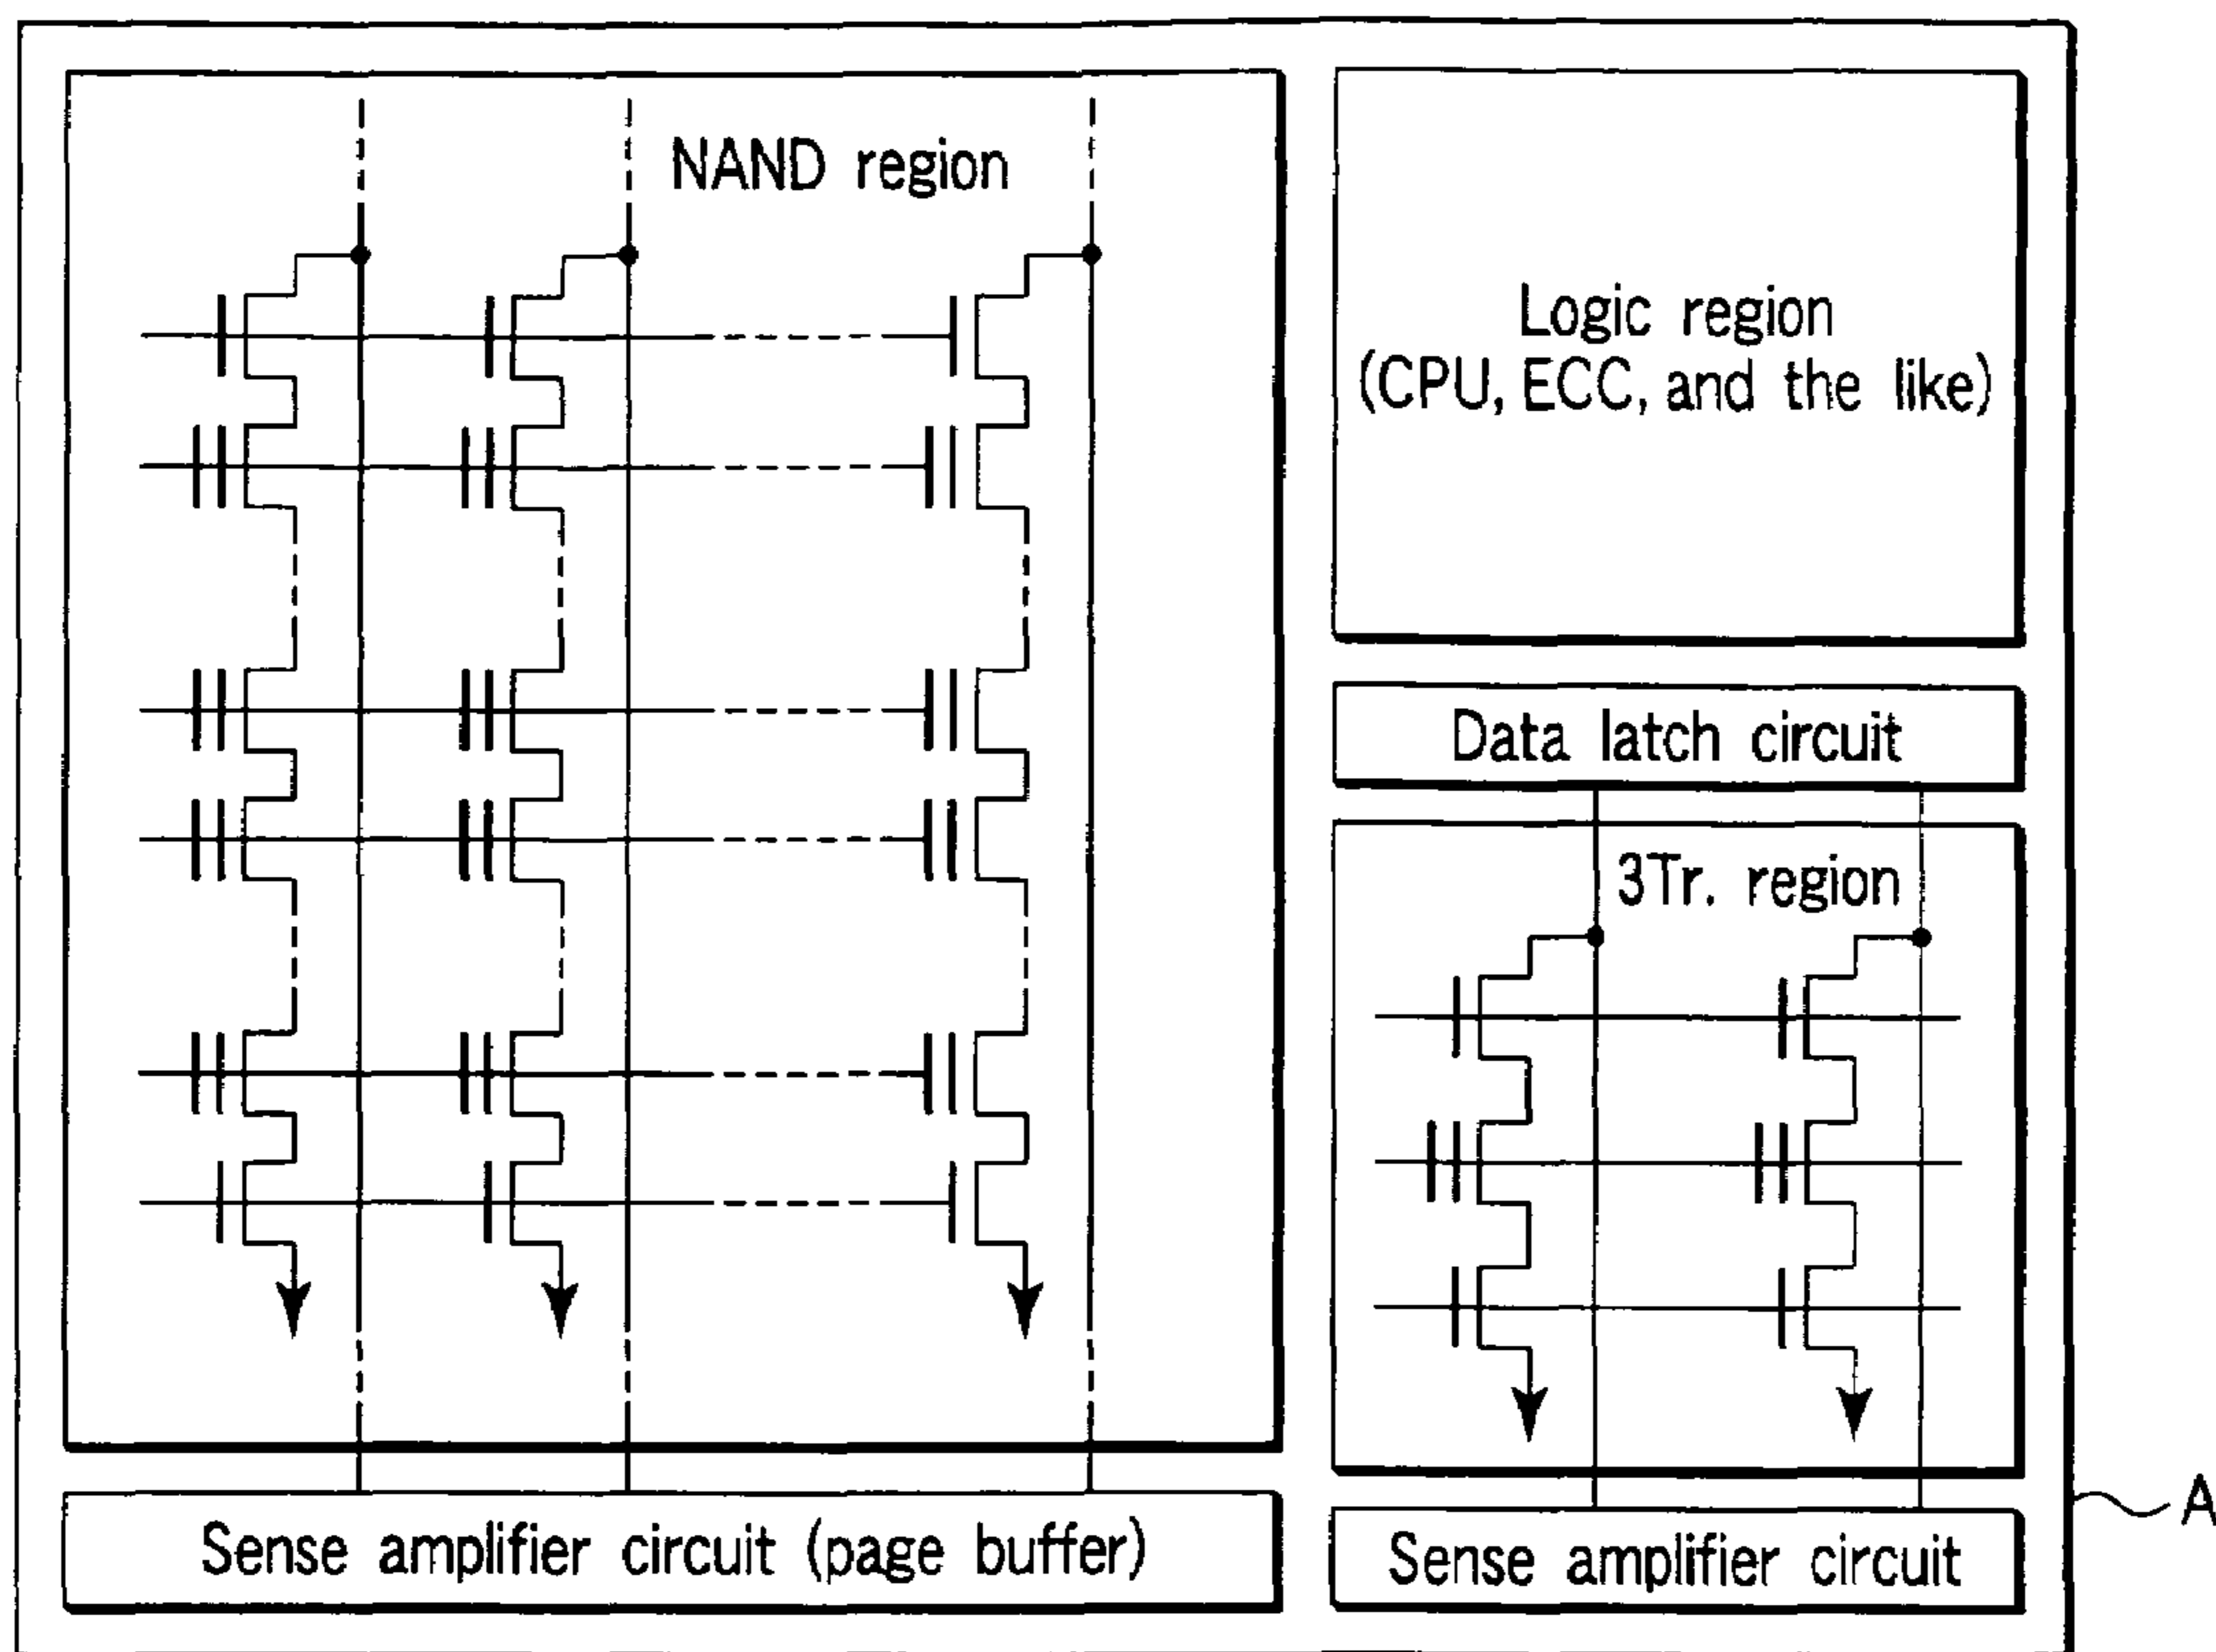 NAND region
Logic region
(CPU, ECC, and the like)
Data latch circuit
3Tr. region
Sense amplifier circuit (page buffer)
Sense amplifier circuit
A